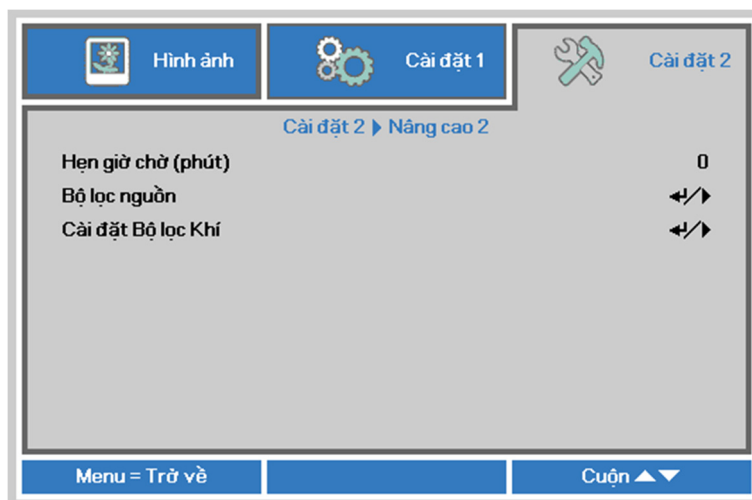 Hình ảnh
Cài đặt 1
Cài đặt 2
Cài đặt 2 ▶ Nâng cao 2
Hẹn giờ chờ (phút) 0
Bộ lọc nguồn ↵/▶
Cài đặt Bộ lọc Khí ↵/▶
Menu = Trở về
Cuộn ▲▼